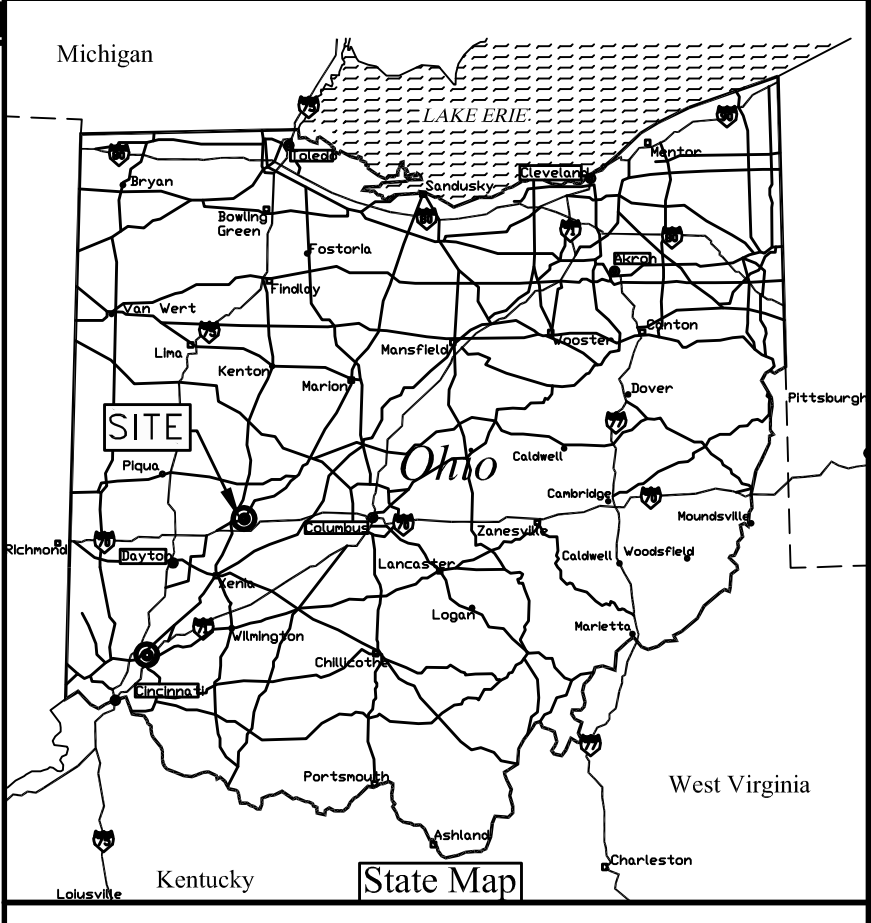 Michigan
75
LAKE ERIE
90
80
Toledo
Mentor
Cleveland
Bryan
Sandusky
Bowling
Green
80
71
80
Fostoria
Akron
Findlay
Van Wert
75
Canton
Wooster
Lima
Mansfield
Kenton
Marion
Dover
Pittsburgh
SITE
77
Ohio
Caldwell
Piqua
Cambridge
70
Moundsville
Columbus
70
Zanesville
Richmond
70
Dayton
Lancaster
Caldwell
Woodsfield
Xenia
Logan
71
Wilmington
Marietta
Chillicothe
Cincinnati
77
Portsmouth
West Virginia
75
Ashland
Charleston
Kentucky
State Map
Loiusville